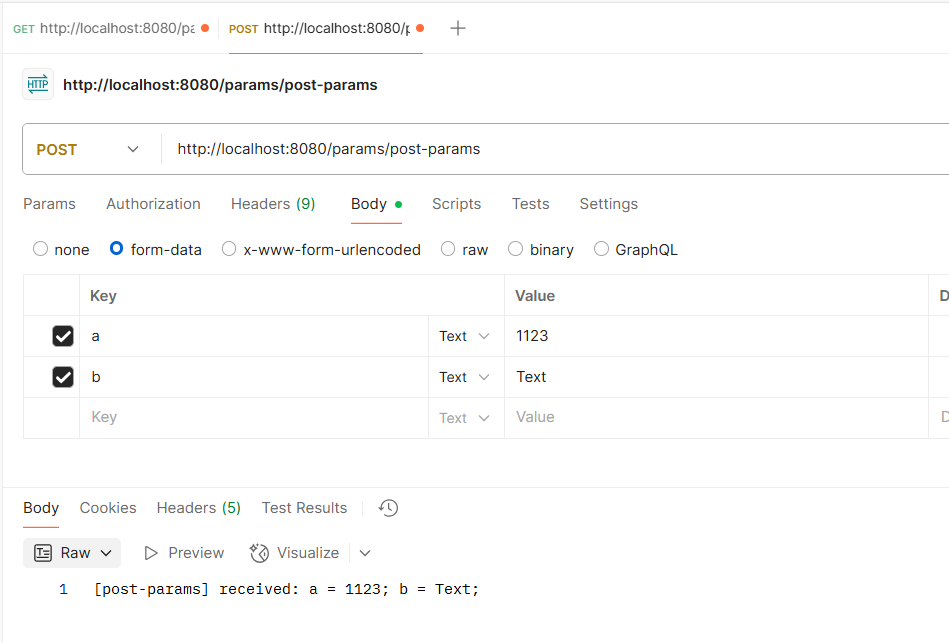 GET http://localhost:8080/pa POST http://localhost:8080/p
HTTP http://localhost:8080/params/post-params
POST http://localhost:8080/params/post-params
Params Authorization Headers (9) Body Scripts Tests Settings
none form-data x-www-form-urlencoded raw binary GraphQL
Key Value D
a Text 1123
b Text Text
Key Text Value D
Body Cookies Headers (5) Test Results
Raw Preview Visualize
1 [post-params] received: a = 1123; b = Text;